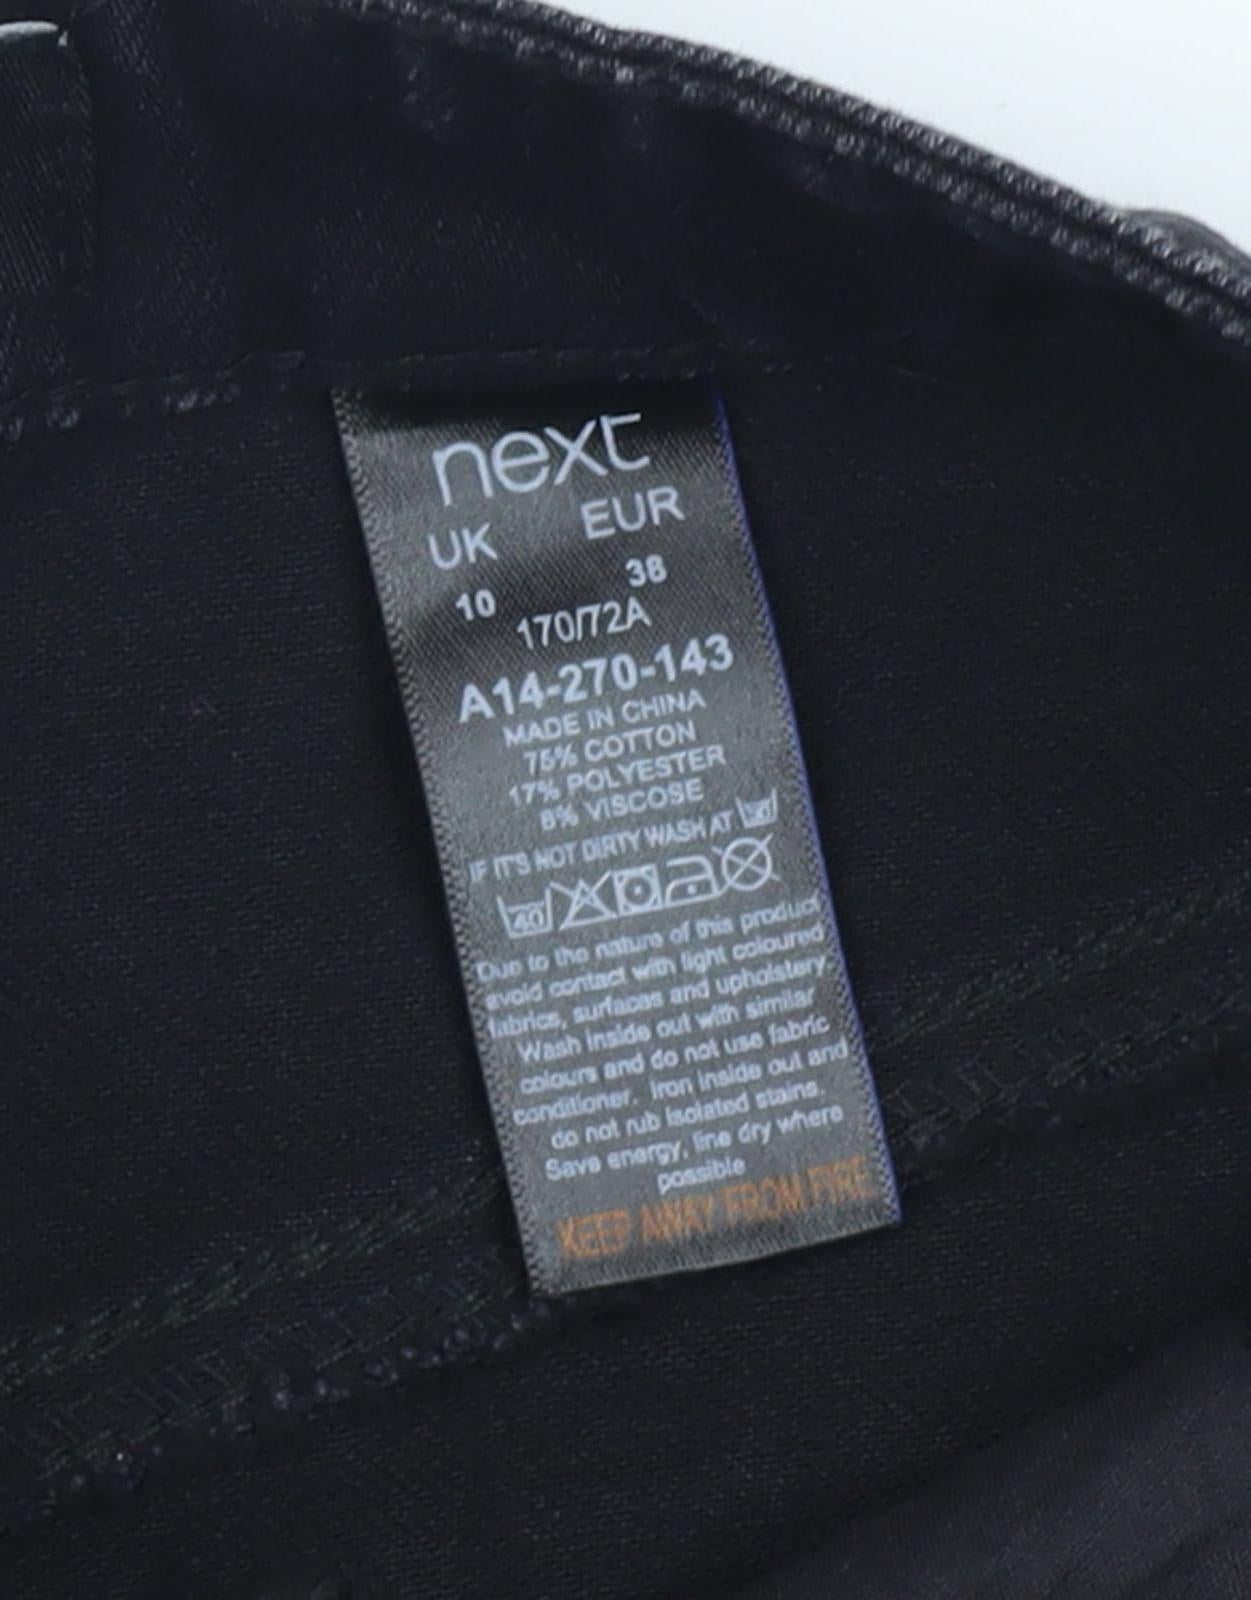 next
UK EUR
10 38
170/72A
A14-270-143
MADE IN CHINA
75% COTTON
17% POLYESTER
8% VISCOSE
IF IT'S NOT DIRTY WASH AT
40
Due to the nature of this product
avoid contact with light coloured
fabrics, surfaces and upholstery.
Wash inside out with similar
colours and do not use fabric
conditioner. Iron inside out and
do not rub isolated stains.
Save energy, line dry where
possible
KEEP AWAY FROM FIRE